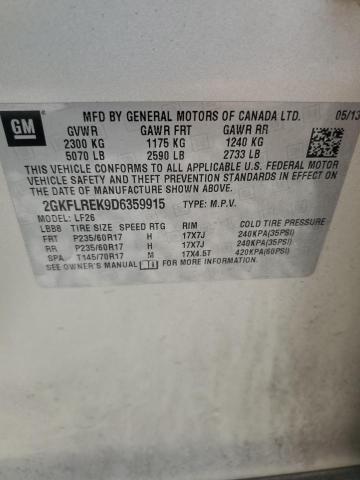 GM
MFD BY GENERAL MOTORS OF CANADA LTD. 05/13
GVWR GAWR FRT GAWR RR
2300 KG 1175 KG 1240 KG
5070 LB 2590 LB 2733 LB
THIS VEHICLE CONFORMS TO ALL APPLICABLE U.S. FEDERAL MOTOR
VEHICLE SAFETY AND THEFT PREVENTION STANDARDS IN EFFECT ON
THE DATE OF MANUFACTURE SHOWN ABOVE.
2GKFLREK9D6359915 TYPE: M.P.V.
MODEL: LF26
LBB8 TIRE SIZE SPEED RTG RIM COLD TIRE PRESSURE
FRT P235/60R17 H 17X7J 240KPA(35PSI)
RR P235/60R17 H 17X7J 240KPA(35PSI)
SPA T145/70R17 M 17X4.5T 420KPA(60PSI)
SEE OWNER'S MANUAL FOR MORE INFORMATION.